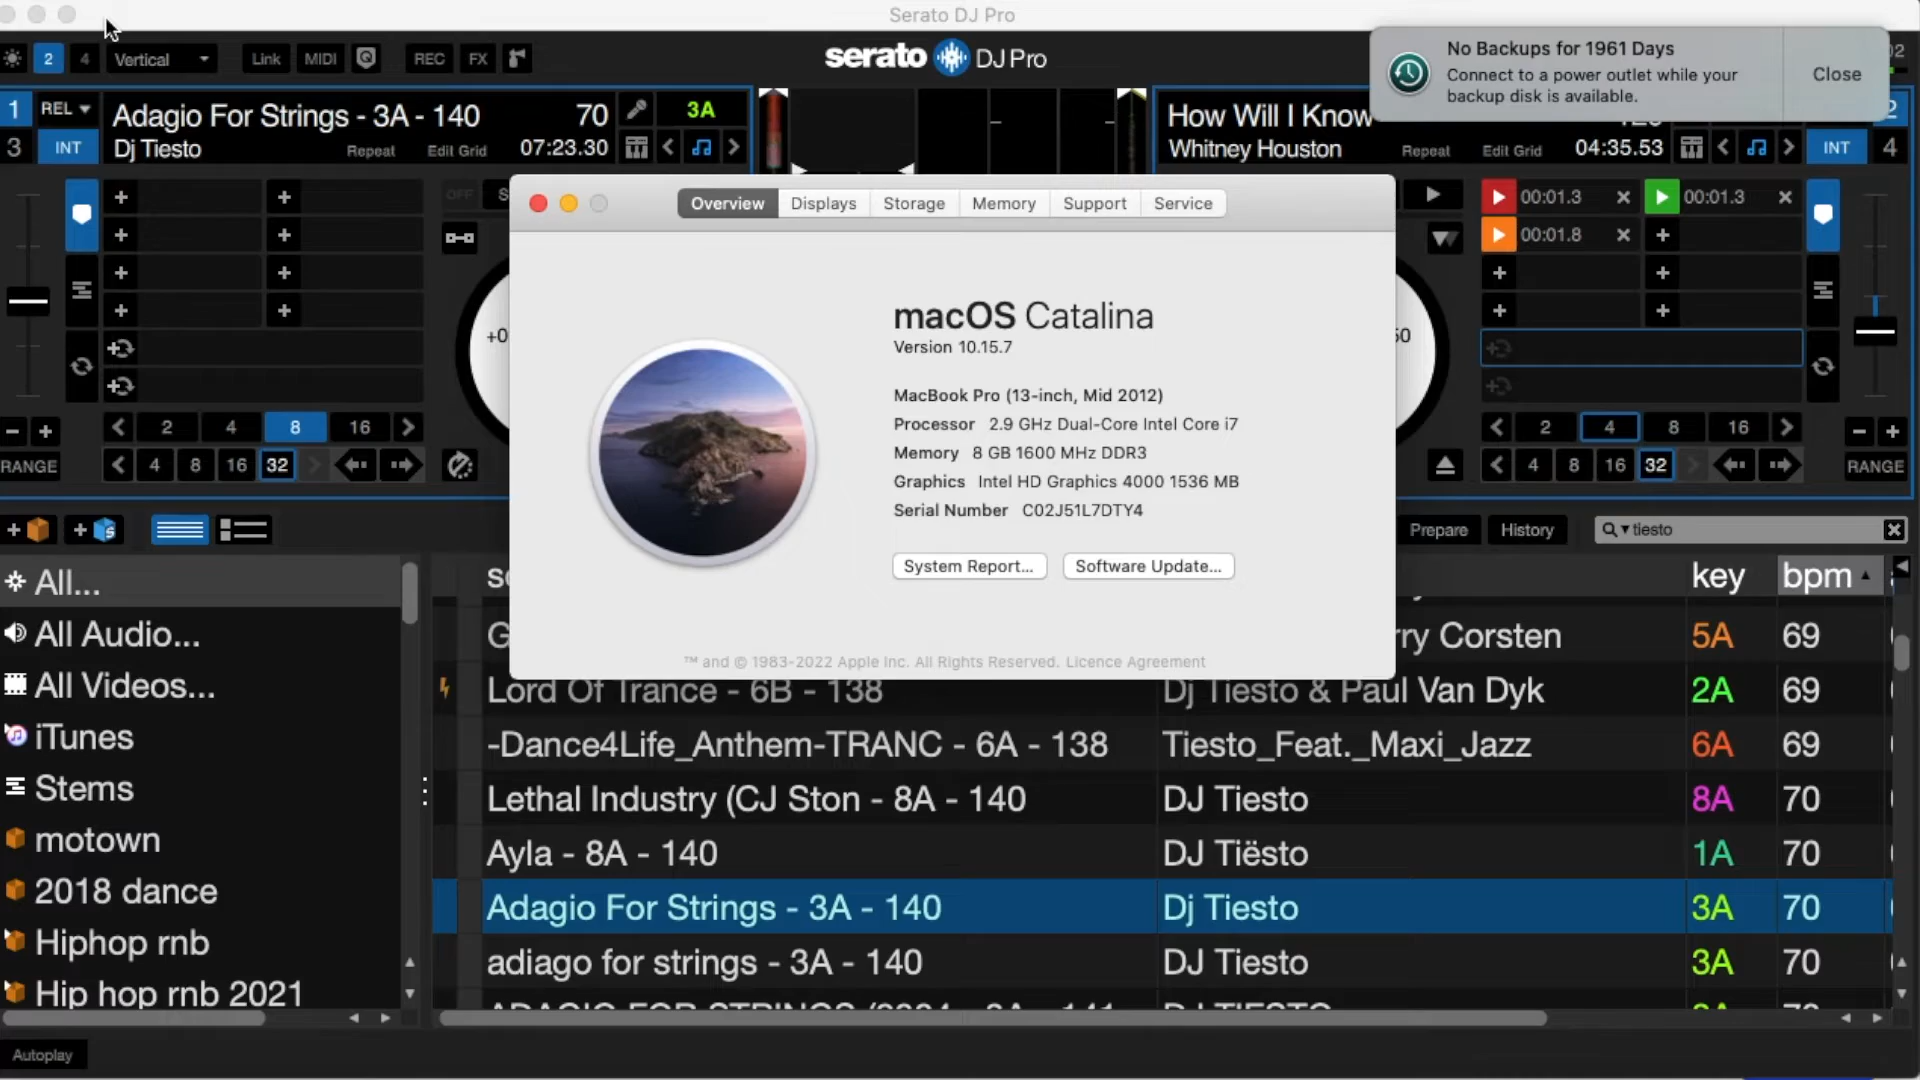 Serato DJ Pro
No Backups for 1961 Days
Connect to a power outlet while your
backup disk is available.
Close
2
4
Vertical
Link
MIDI
REC
FX
serato DJ Pro
1
REL
Adagio For Strings - 3A - 140
70
3A
3
INT
Dj Tiesto
Repeat
Edit Grid
07:23.30
How Will I Know
Whitney Houston
Repeat
Edit Grid
04:35.53
INT
4
OFF
Overview
Displays
Storage
Memory
Support
Service
00:01.3
00:01.3
00:01.8
+0
macOS Catalina
Version 10.15.7
MacBook Pro (13-inch, Mid 2012)
Processor 2.9 GHz Dual-Core Intel Core i7
Memory 8 GB 1600 MHz DDR3
Graphics Intel HD Graphics 4000 1536 MB
Serial Number C02J51L7DTY4
System Report...
Software Update...
™ and © 1983-2022 Apple Inc. All Rights Reserved. Licence Agreement
2 4 8 16
RANGE
4 8 16 32
2 4 8 16
4 8 16 32
RANGE
Prepare
History
tiesto
key
bpm
All...
All Audio...
All Videos...
iTunes
Stems
motown
2018 dance
Hiphop rnb
Hip hop rnb 2021
rry Corsten 5A 69
Lord Of Trance - 6B - 138 Dj Tiesto & Paul Van Dyk 2A 69
-Dance4Life_Anthem-TRANC - 6A - 138 Tiesto_Feat._Maxi_Jazz 6A 69
Lethal Industry (CJ Ston - 8A - 140 DJ Tiesto 8A 70
Ayla - 8A - 140 DJ Tiësto 1A 70
Adagio For Strings - 3A - 140 Dj Tiesto 3A 70
adiago for strings - 3A - 140 DJ Tiesto 3A 70
Autoplay